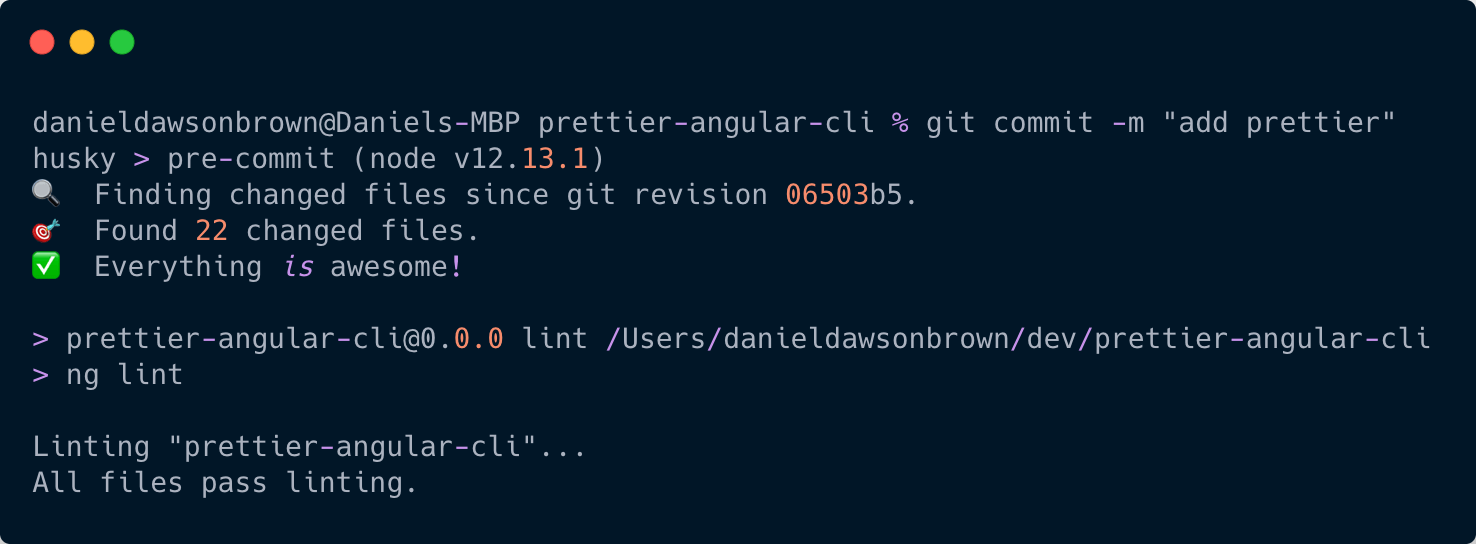 danieldawsonbrown@Daniels-MBP prettier-angular-cli % git commit -m "add prettier"
husky > pre-commit (node v12.13.1)
🔍  Finding changed files since git revision 06503b5.
🎯  Found 22 changed files.
✅  Everything is awesome!
> prettier-angular-cli@0.0.0 lint /Users/danieldawsonbrown/dev/prettier-angular-cli
> ng lint
Linting "prettier-angular-cli"...
All files pass linting.